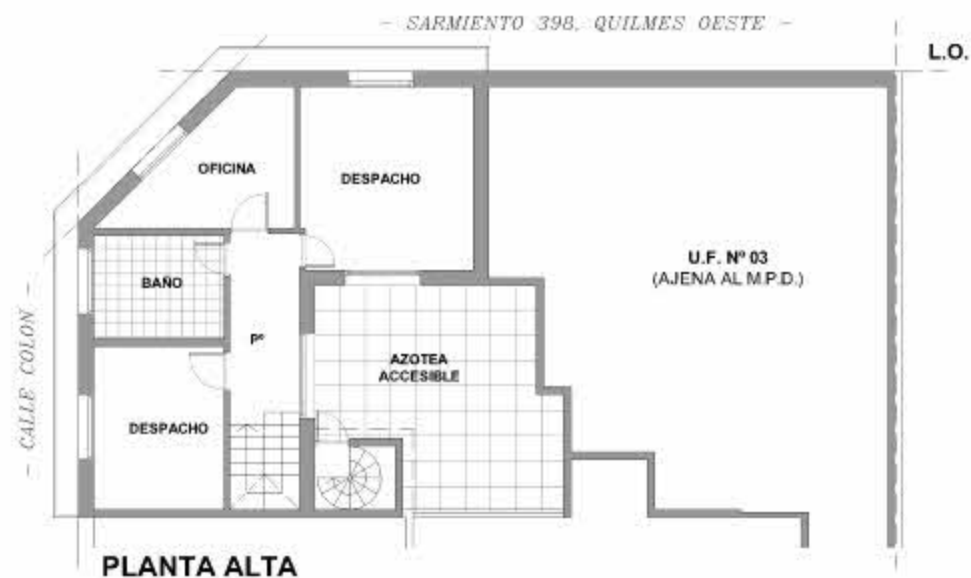 - SARMIENTO 398, QUILMES OESTE -
L.O.
OFICINA
DESPACHO
U.F. Nº 03
(AJENA AL M.P.D.)
BAÑO
- CALLE COLON -
Pº
AZOTEA
ACCESIBLE
DESPACHO
PLANTA ALTA